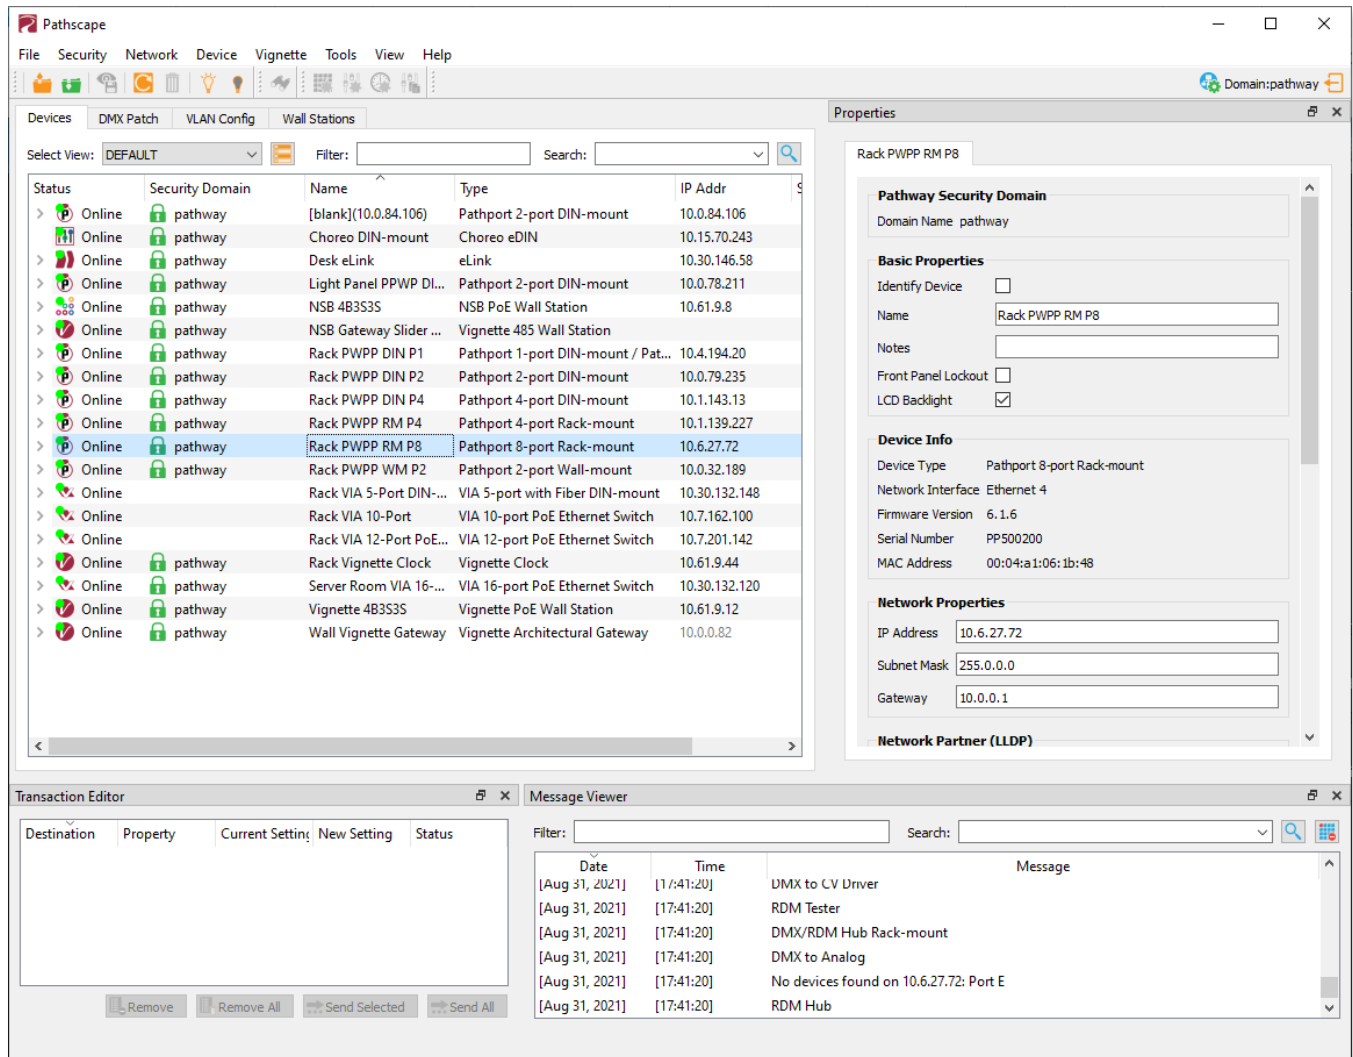 Pathscape
File Security Network Device Vignette Tools View Help
Domain:pathway
Devices DMX Patch VLAN Config Wall Stations
Select View: DEFAULT Filter: Search:
Status Security Domain Name Type IP Addr S
Online pathway [blank](10.0.84.106) Pathport 2-port DIN-mount 10.0.84.106
Online pathway Choreo DIN-mount Choreo eDIN 10.15.70.243
Online pathway Desk eLink eLink 10.30.146.58
Online pathway Light Panel PPWP DI... Pathport 2-port DIN-mount 10.0.78.211
Online pathway NSB 4B3S3S NSB PoE Wall Station 10.61.9.8
Online pathway NSB Gateway Slider ... Vignette 485 Wall Station
Online pathway Rack PWPP DIN P1 Pathport 1-port DIN-mount / Pat... 10.4.194.20
Online pathway Rack PWPP DIN P2 Pathport 2-port DIN-mount 10.0.79.235
Online pathway Rack PWPP DIN P4 Pathport 4-port DIN-mount 10.1.143.13
Online pathway Rack PWPP RM P4 Pathport 4-port Rack-mount 10.1.139.227
Online pathway Rack PWPP RM P8 Pathport 8-port Rack-mount 10.6.27.72
Online pathway Rack PWPP WM P2 Pathport 2-port Wall-mount 10.0.32.189
Online Rack VIA 5-Port DIN-... VIA 5-port with Fiber DIN-mount 10.30.132.148
Online Rack VIA 10-Port VIA 10-port PoE Ethernet Switch 10.7.162.100
Online Rack VIA 12-Port PoE... VIA 12-port PoE Ethernet Switch 10.7.201.142
Online pathway Rack Vignette Clock Vignette Clock 10.61.9.44
Online pathway Server Room VIA 16-... VIA 16-port PoE Ethernet Switch 10.30.132.120
Online pathway Vignette 4B3S3S Vignette PoE Wall Station 10.61.9.12
Online pathway Wall Vignette Gateway Vignette Architectural Gateway 10.0.0.82
Properties
Rack PWPP RM P8
Pathway Security Domain
Domain Name pathway
Basic Properties
Identify Device
Name Rack PWPP RM P8
Notes
Front Panel Lockout
LCD Backlight
Device Info
Device Type Pathport 8-port Rack-mount
Network Interface Ethernet 4
Firmware Version 6.1.6
Serial Number PP500200
MAC Address 00:04:a1:06:1b:48
Network Properties
IP Address 10.6.27.72
Subnet Mask 255.0.0.0
Gateway 10.0.0.1
Network Partner (LLDP)
Transaction Editor
Destination Property Current Setting New Setting Status
Remove Remove All Send Selected Send All
Message Viewer
Filter: Search:
Date Time Message
[Aug 31, 2021] [17:41:20] DMX to CV Driver
[Aug 31, 2021] [17:41:20] RDM Tester
[Aug 31, 2021] [17:41:20] DMX/RDM Hub Rack-mount
[Aug 31, 2021] [17:41:20] DMX to Analog
[Aug 31, 2021] [17:41:20] No devices found on 10.6.27.72: Port E
[Aug 31, 2021] [17:41:20] RDM Hub